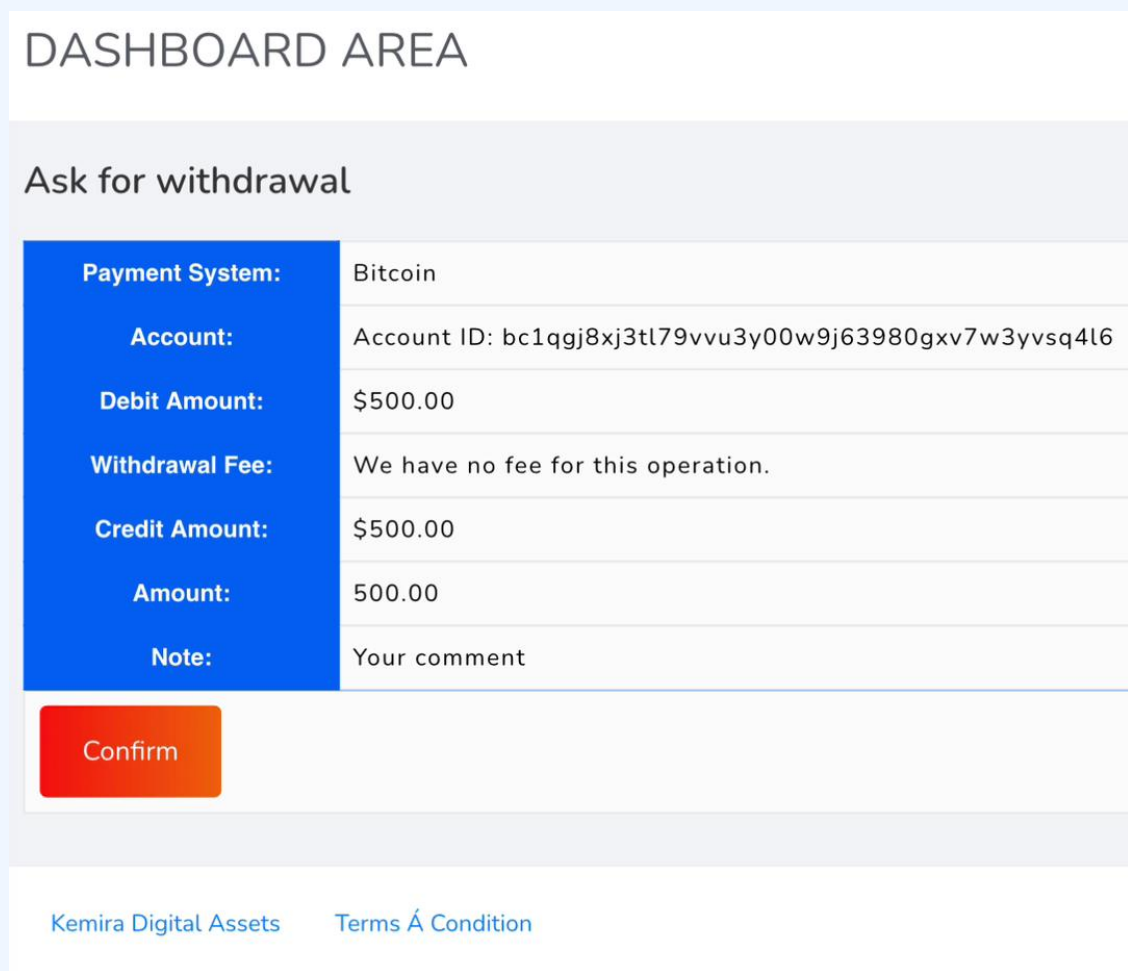 DASHBOARD AREA
Ask for withdrawal
Payment System: Bitcoin
Account: Account ID: bc1qgj8xj3tl79vvu3y00w9j63980gxv7w3yvsq4l6
Debit Amount: $500.00
Withdrawal Fee: We have no fee for this operation.
Credit Amount: $500.00
Amount: 500.00
Note: Your comment
Confirm
Kemira Digital Assets Terms Á Condition